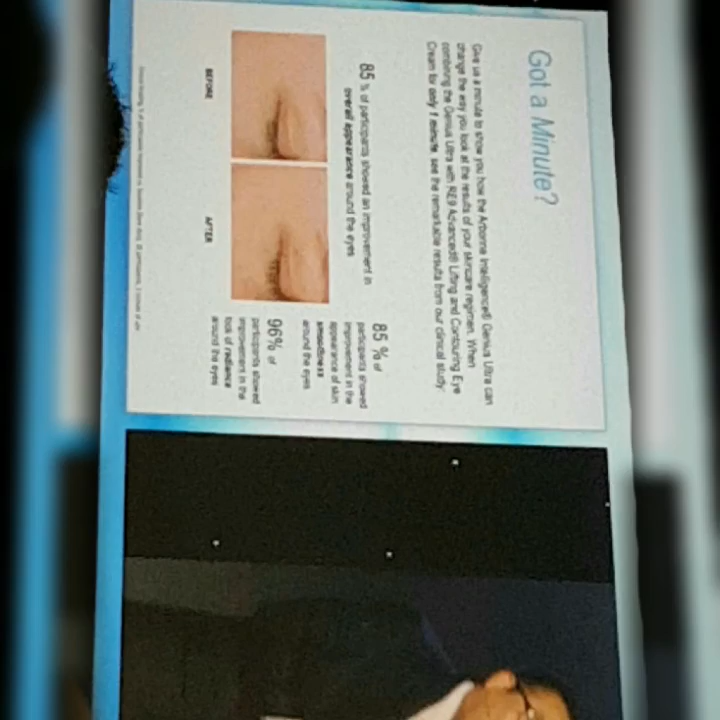 Got a Minute?
Give us a minute to show you how the Arbonne Intelligence® Genius Ultra can
change the way you look at the results of your skincare regimen. When
combining the Genius Ultra with RE9 Advanced® Lifting and Contouring Eye
Cream for only 1 minute, see the remarkable results from our clinical study
85 % of participants showed an improvement in
overall appearance around the eyes
BEFORE
AFTER
85 % of
participants showed
improvement in the
appearance of skin
smoothness
around the eyes
96% of
participants showed
improvement in the
look of radiance
around the eyes